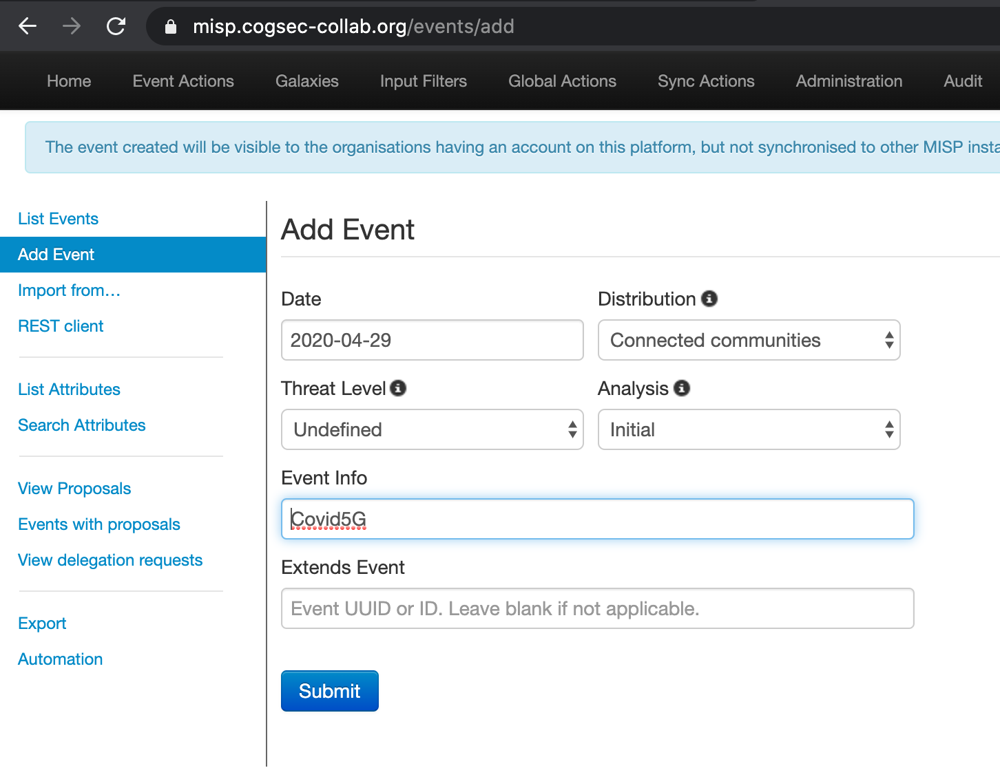 misp.cogsec-collab.org/events/add
Home Event Actions Galaxies Input Filters Global Actions Sync Actions Administration Audit
The event created will be visible to the organisations having an account on this platform, but not synchronised to other MISP insta
List Events
Add Event
Import from...
REST client
List Attributes
Search Attributes
View Proposals
Events with proposals
View delegation requests
Export
Automation
Add Event
Date Distribution
2020-04-29 Connected communities
Threat Level Analysis
Undefined Initial
Event Info
Covid5G
Extends Event
Event UUID or ID. Leave blank if not applicable.
Submit